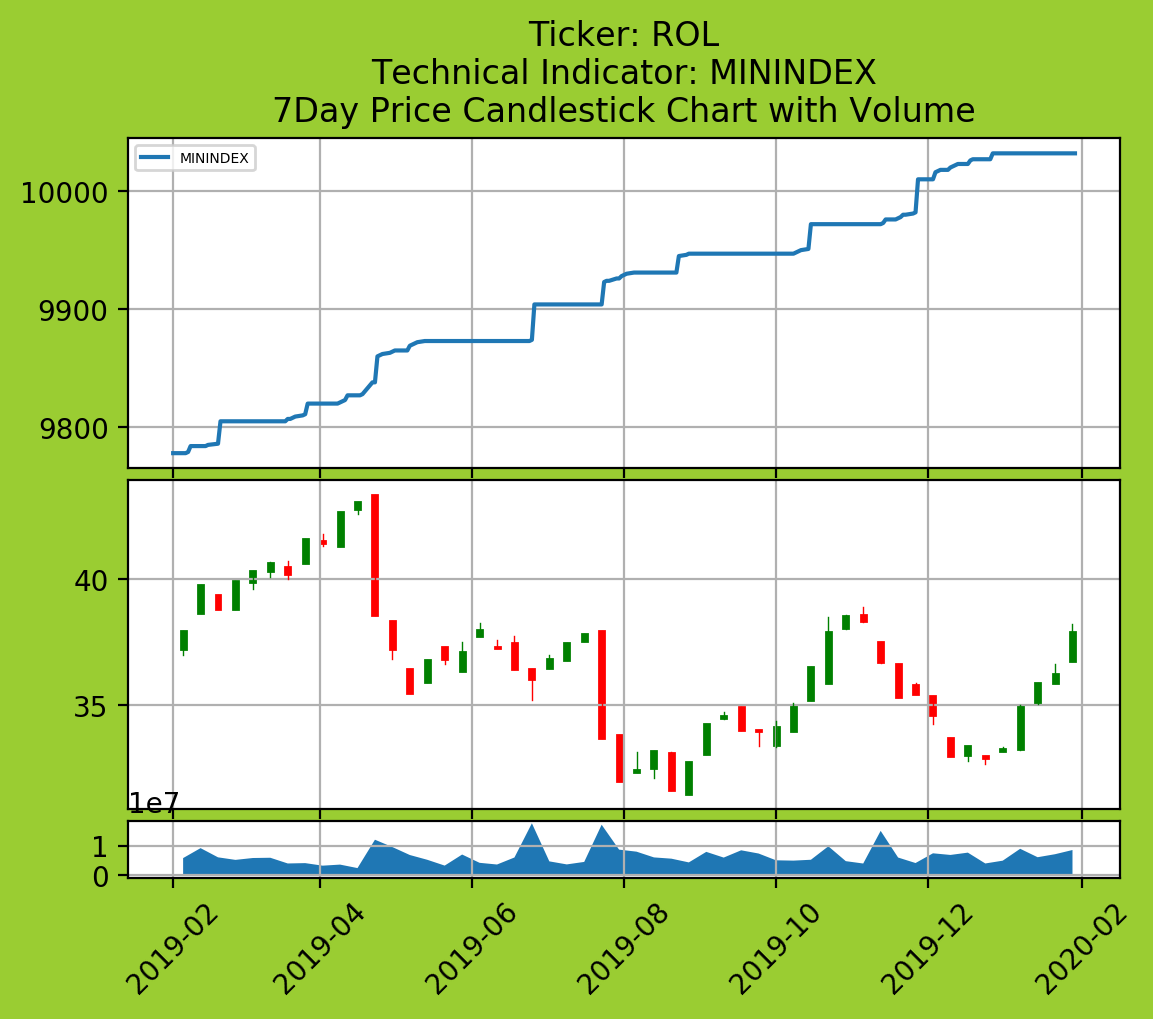 Ticker: ROL
Technical Indicator: MININDEX
7Day Price Candlestick Chart with Volume
MININDEX
10000
9900
9800
40
35
1e7
1
0
2019-02
2019-04
2019-06
2019-08
2019-10
2019-12
2020-02